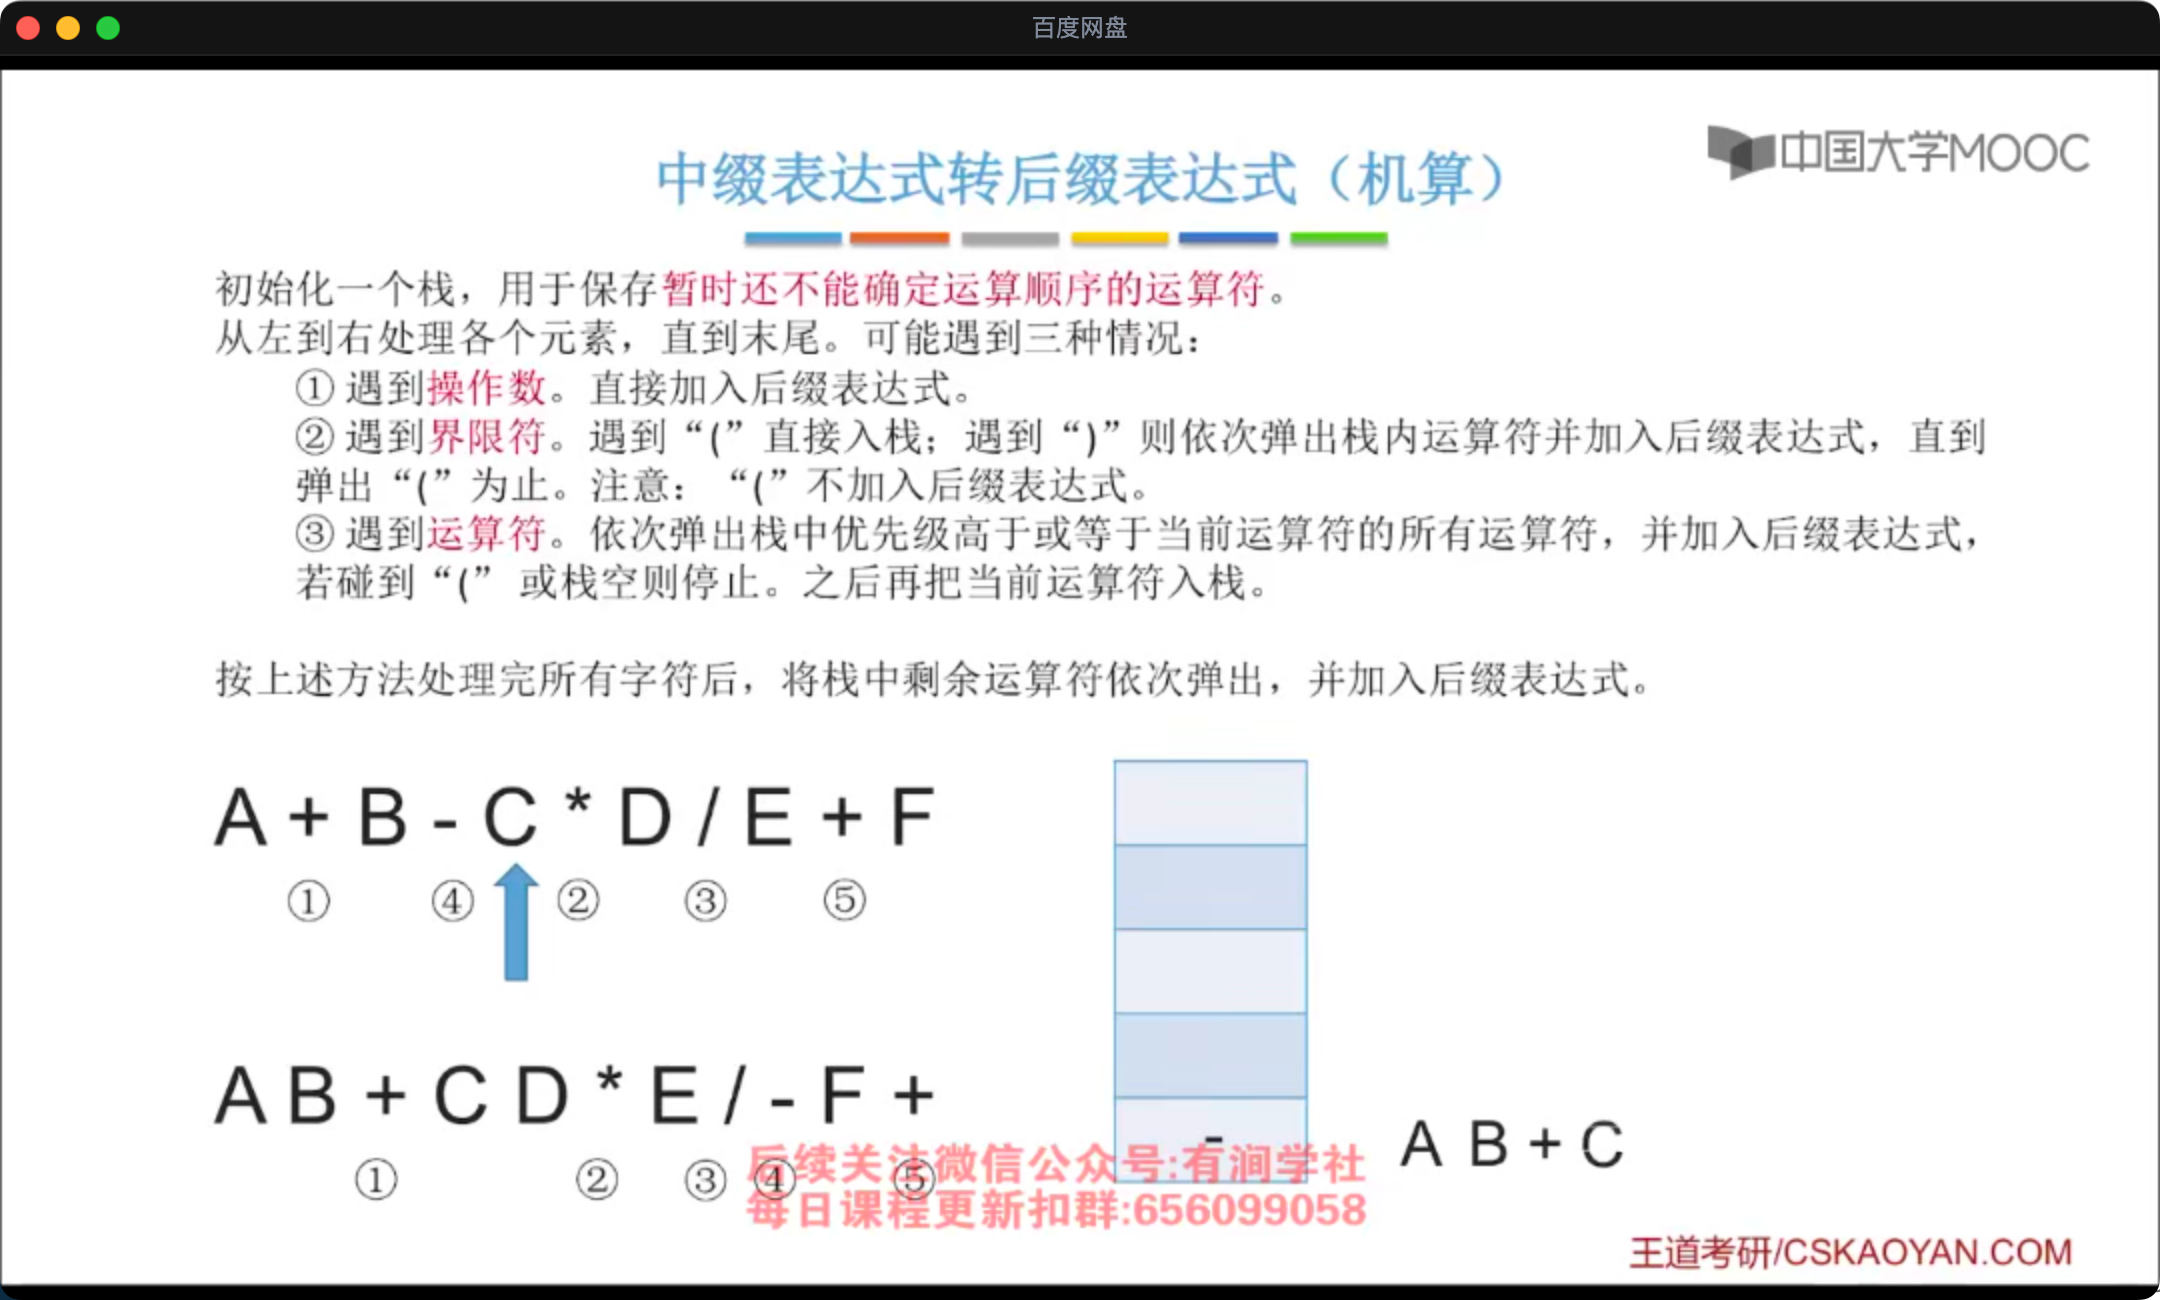 百度网盘
中国大学MOOC
中缀表达式转后缀表达式（机算）
初始化一个栈，用于保存暂时还不能确定运算顺序的运算符。
从左到右处理各个元素，直到末尾。可能遇到三种情况：
① 遇到操作数。直接加入后缀表达式。
② 遇到界限符。遇到“(”直接入栈；遇到“)”则依次弹出栈内运算符并加入后缀表达式，直到
弹出“(”为止。注意：“(”不加入后缀表达式。
③ 遇到运算符。依次弹出栈中优先级高于或等于当前运算符的所有运算符，并加入后缀表达式，
若碰到“(” 或栈空则停止。之后再把当前运算符入栈。
按上述方法处理完所有字符后，将栈中剩余运算符依次弹出，并加入后缀表达式。
A + B - C * D / E + F
① ④ ② ③ ⑤
A B + C D * E / - F +
① ② ③ ④ ⑤
-
A B + C
后续关注微信公众号:有涧学社
每日课程更新扣群:656099058
王道考研/CSKAOYAN.COM